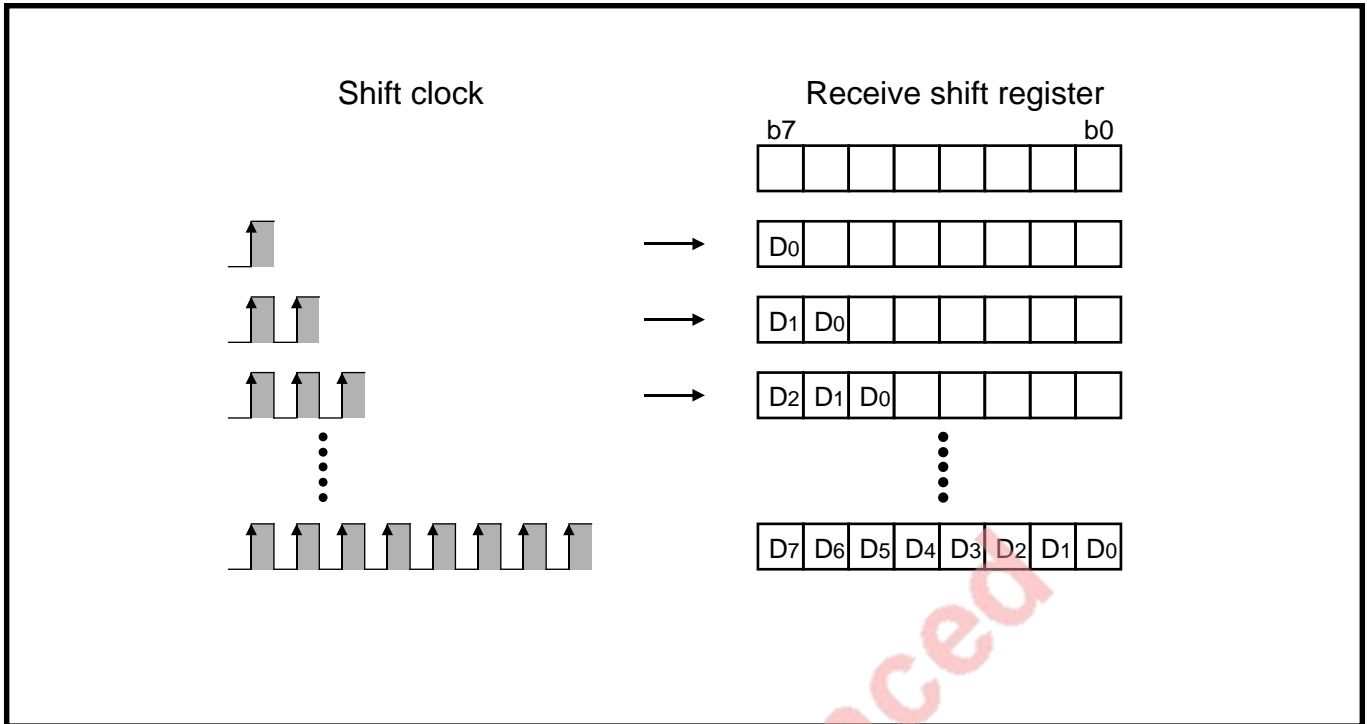 Shift clock
Receive shift register
b7 b0
D0
D1 D0
D2 D1 D0
D7 D6 D5 D4 D3 D2 D1 D0